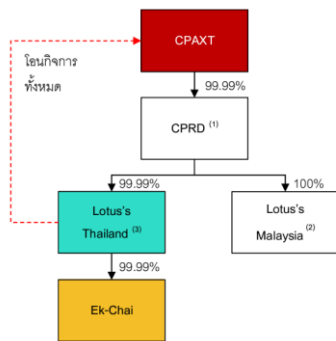 CPAXT
โอนกิจการ
ทั้งหมด
99.99%
CPRD (1)
99.99%
100%
Lotus's
Thailand (3)
Lotus's
Malaysia (2)
99.99%
Ek-Chai